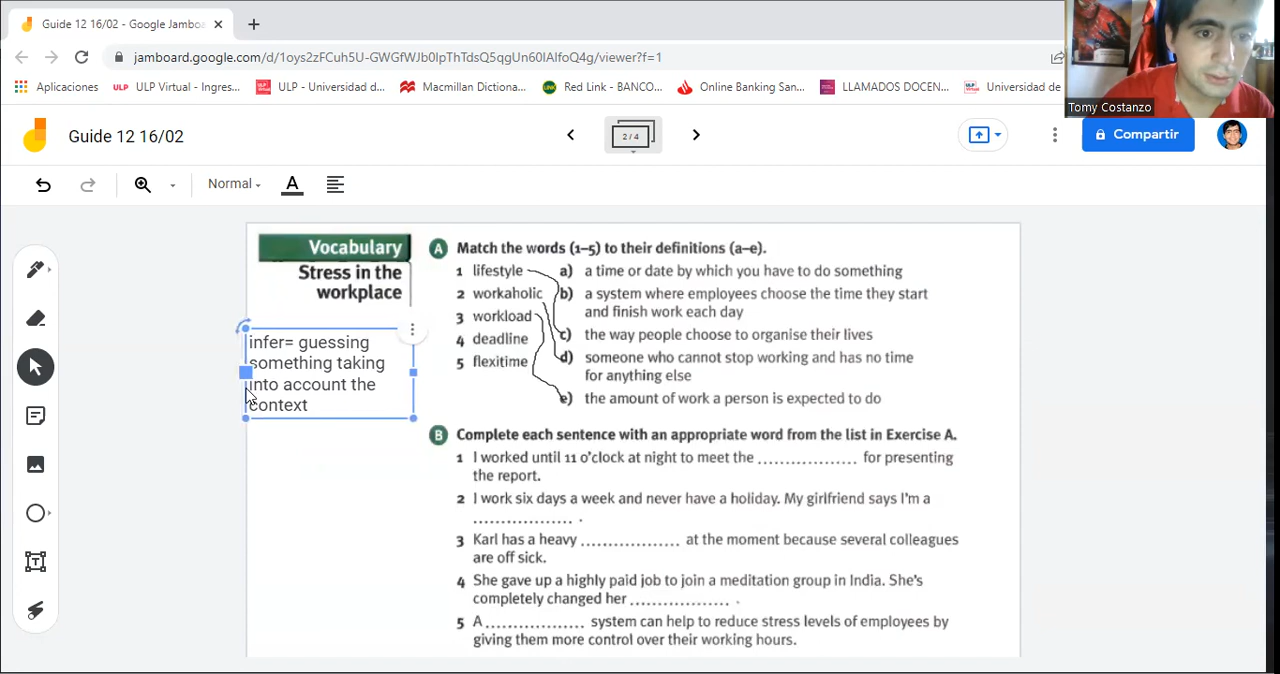 Guide 12 16/02 - Google Jambo
jamboard.google.com/d/1oys2zFCuh5U-GWGfWJb0IpThTdsQ5qgUn60IAIfoQ4g/viewer?f=1
Aplicaciones ULP ULP Virtual - Ingres... ULP - Universidad d... Macmillan Dictiona... LINK Red Link - BANCO... Online Banking San... LLAMADOS DOCEN... Universidad de
Tomy Costanzo
Guide 12 16/02
2 / 4
Compartir
Normal
A
Vocabulary
Stress in the
workplace
infer= guessing
something taking
into account the
context
A Match the words (1–5) to their definitions (a–e).
1 lifestyle a) a time or date by which you have to do something
2 workaholic b) a system where employees choose the time they start
and finish work each day
3 workload
4 deadline c) the way people choose to organise their lives
5 flexitime d) someone who cannot stop working and has no time
for anything else
e) the amount of work a person is expected to do
B Complete each sentence with an appropriate word from the list in Exercise A.
1 I worked until 11 o'clock at night to meet the .................. for presenting
the report.
2 I work six days a week and never have a holiday. My girlfriend says I'm a
.................. .
3 Karl has a heavy .................. at the moment because several colleagues
are off sick.
4 She gave up a highly paid job to join a meditation group in India. She's
completely changed her .................. .
5 A .................. system can help to reduce stress levels of employees by
giving them more control over their working hours.